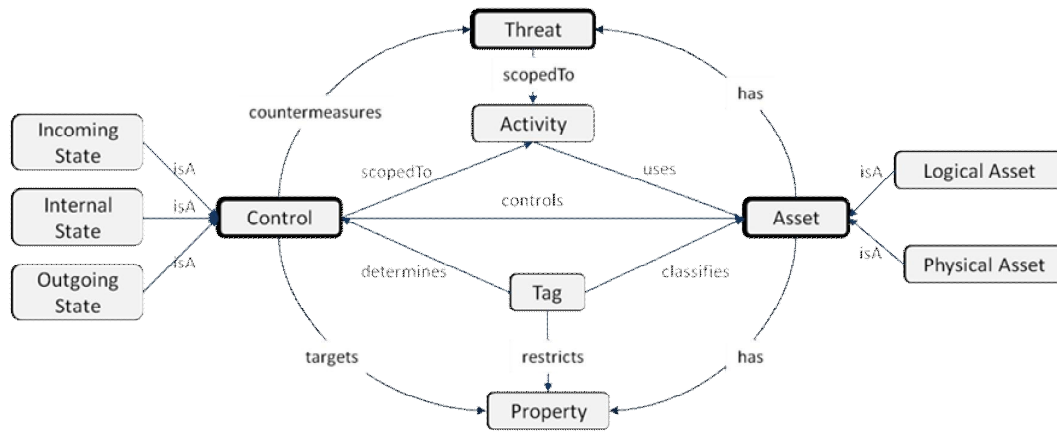 Threat
scopedTo
countermeasures
has
Activity
Incoming
State
isA
scopedTo
uses
isA
Logical Asset
Internal
State
isA
Control
controls
Asset
isA
Physical Asset
Outgoing
State
isA
determines
Tag
classifies
targets
restricts
has
Property